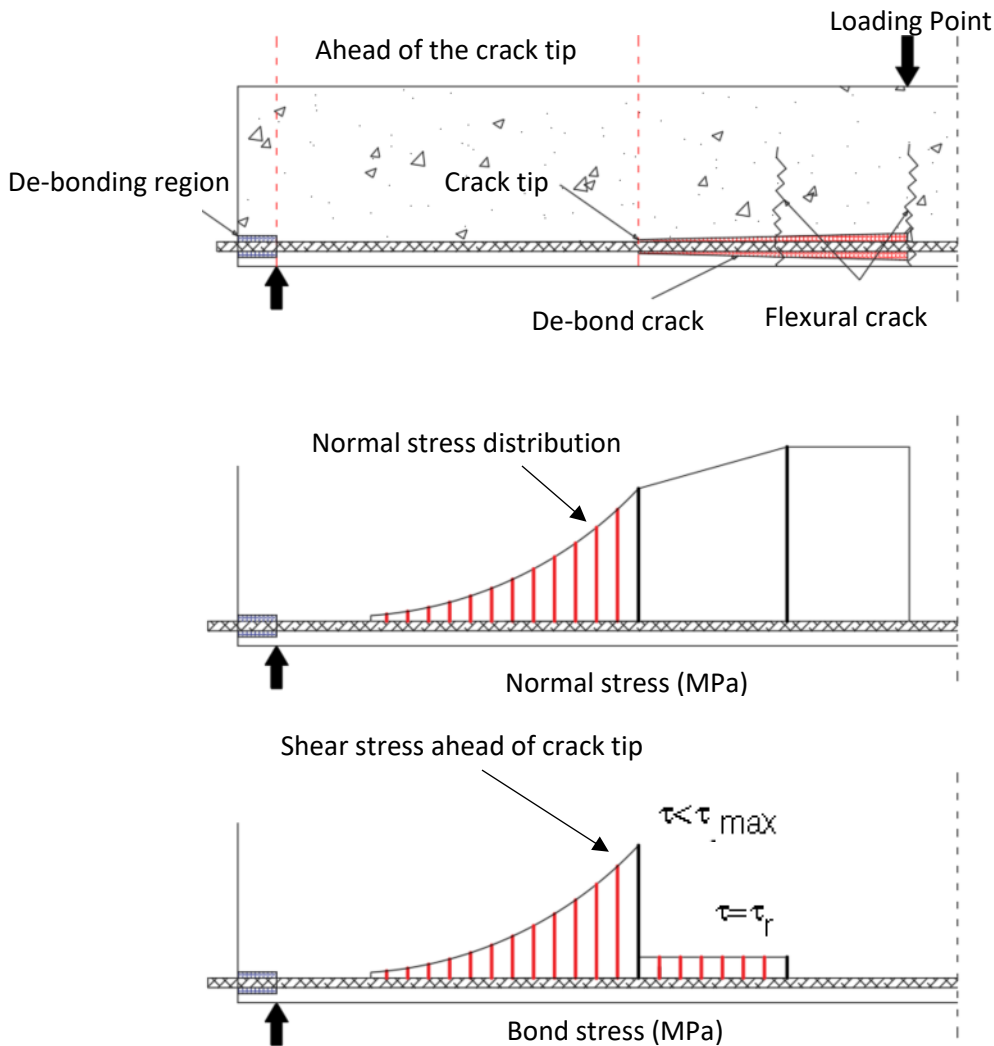 Loading Point
Ahead of the crack tip
De-bonding region
Crack tip
De-bond crack
Flexural crack
Normal stress distribution
Normal stress (MPa)
Shear stress ahead of crack tip
τ<τ max
τ=τr
Bond stress (MPa)